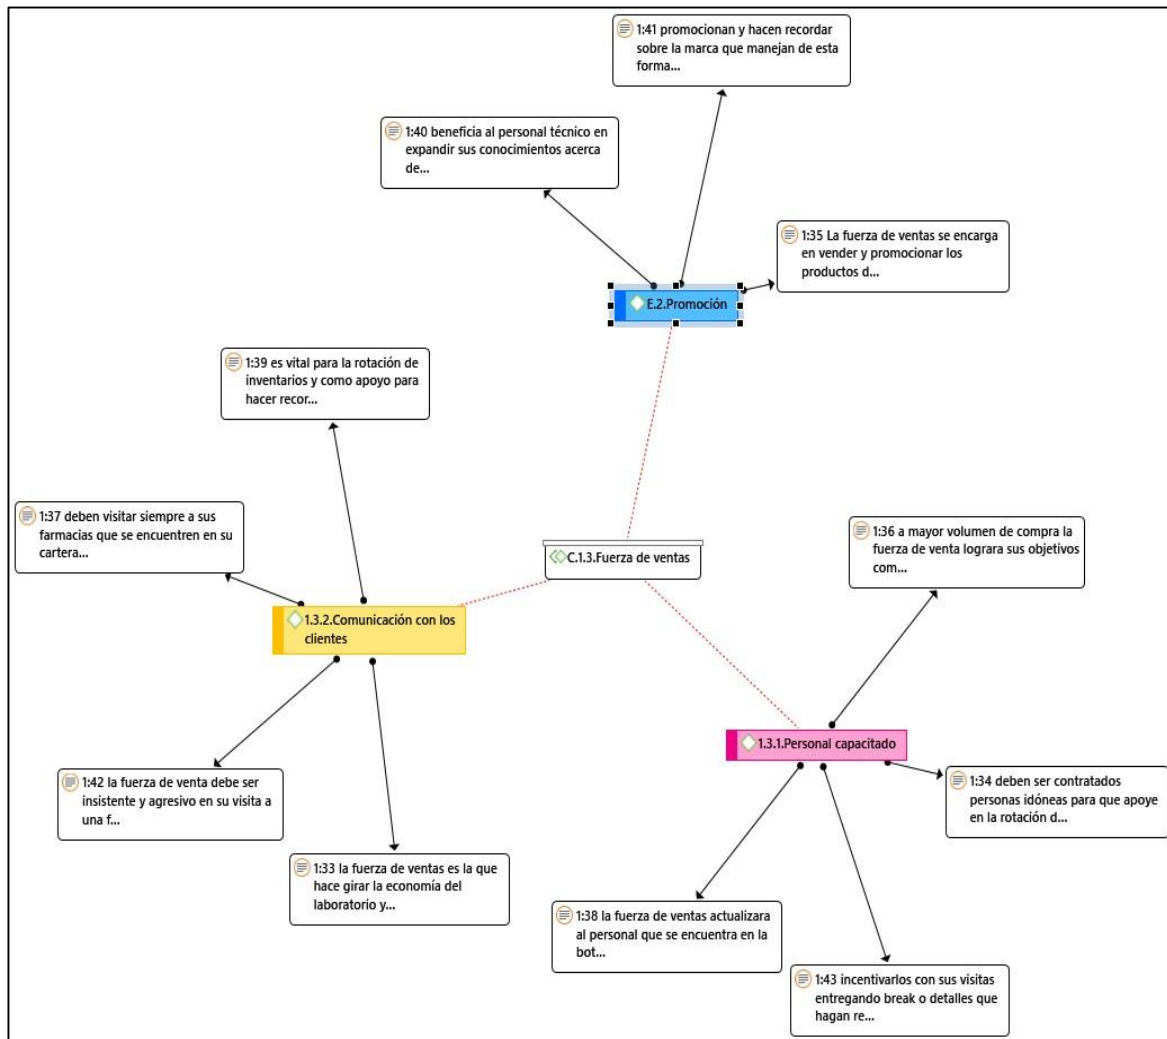 1:41 promocionan y hacen recordar
sobre la marca que manejan de esta
forma...
1:40 beneficia al personal técnico en
expandir sus conocimientos acerca
de...
1:35 La fuerza de ventas se encarga
en vender y promocionar los
productos d...
E.2.Promoción
1:39 es vital para la rotación de
inventarios y como apoyo para
hacer recor...
1:37 deben visitar siempre a sus
farmacias que se encuentren en su
cartera...
C.1.3.Fuerza de ventas
1:36 a mayor volumen de compra la
fuerza de venta lograra sus objetivos
com...
1.3.2.Comunicación con los
clientes
1.3.1.Personal capacitado
1:42 la fuerza de venta debe ser
insistente y agresivo en su visita a
una f...
1:34 deben ser contratados
personas idóneas para que apoye
en la rotación d...
1:33 la fuerza de ventas es la que
hace girar la economía del
laboratorio y...
1:38 la fuerza de ventas actualizara
al personal que se encuentra en la
bot...
1:43 incentivarlos con sus visitas
entregando break o detalles que
hagan re...